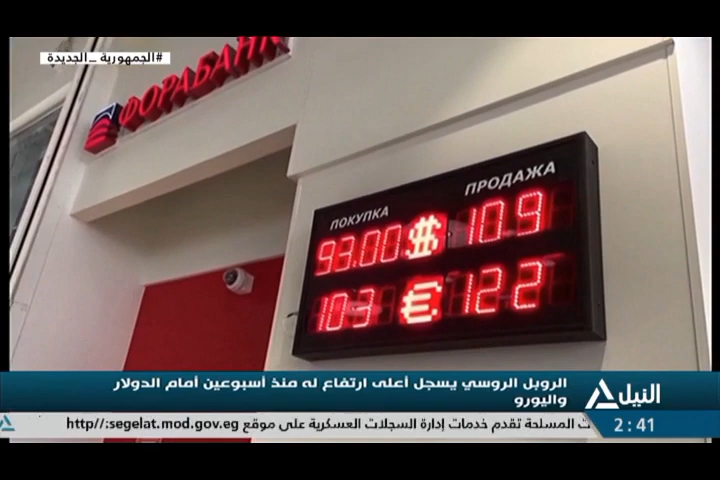 #الجمهورية_الجديدة
ФОРАБАНК
ПОКУПКА ПРОДАЖА
93.00 $ 109
103 € 122
الروبل الروسي يسجل أعلى ارتفاع له منذ أسبوعين أمام الدولار
واليورو
النيل
2:41
المسلحة تقدم خدمات إدارة السجلات العسكرية على موقع http//:segelat.mod.gov.eg